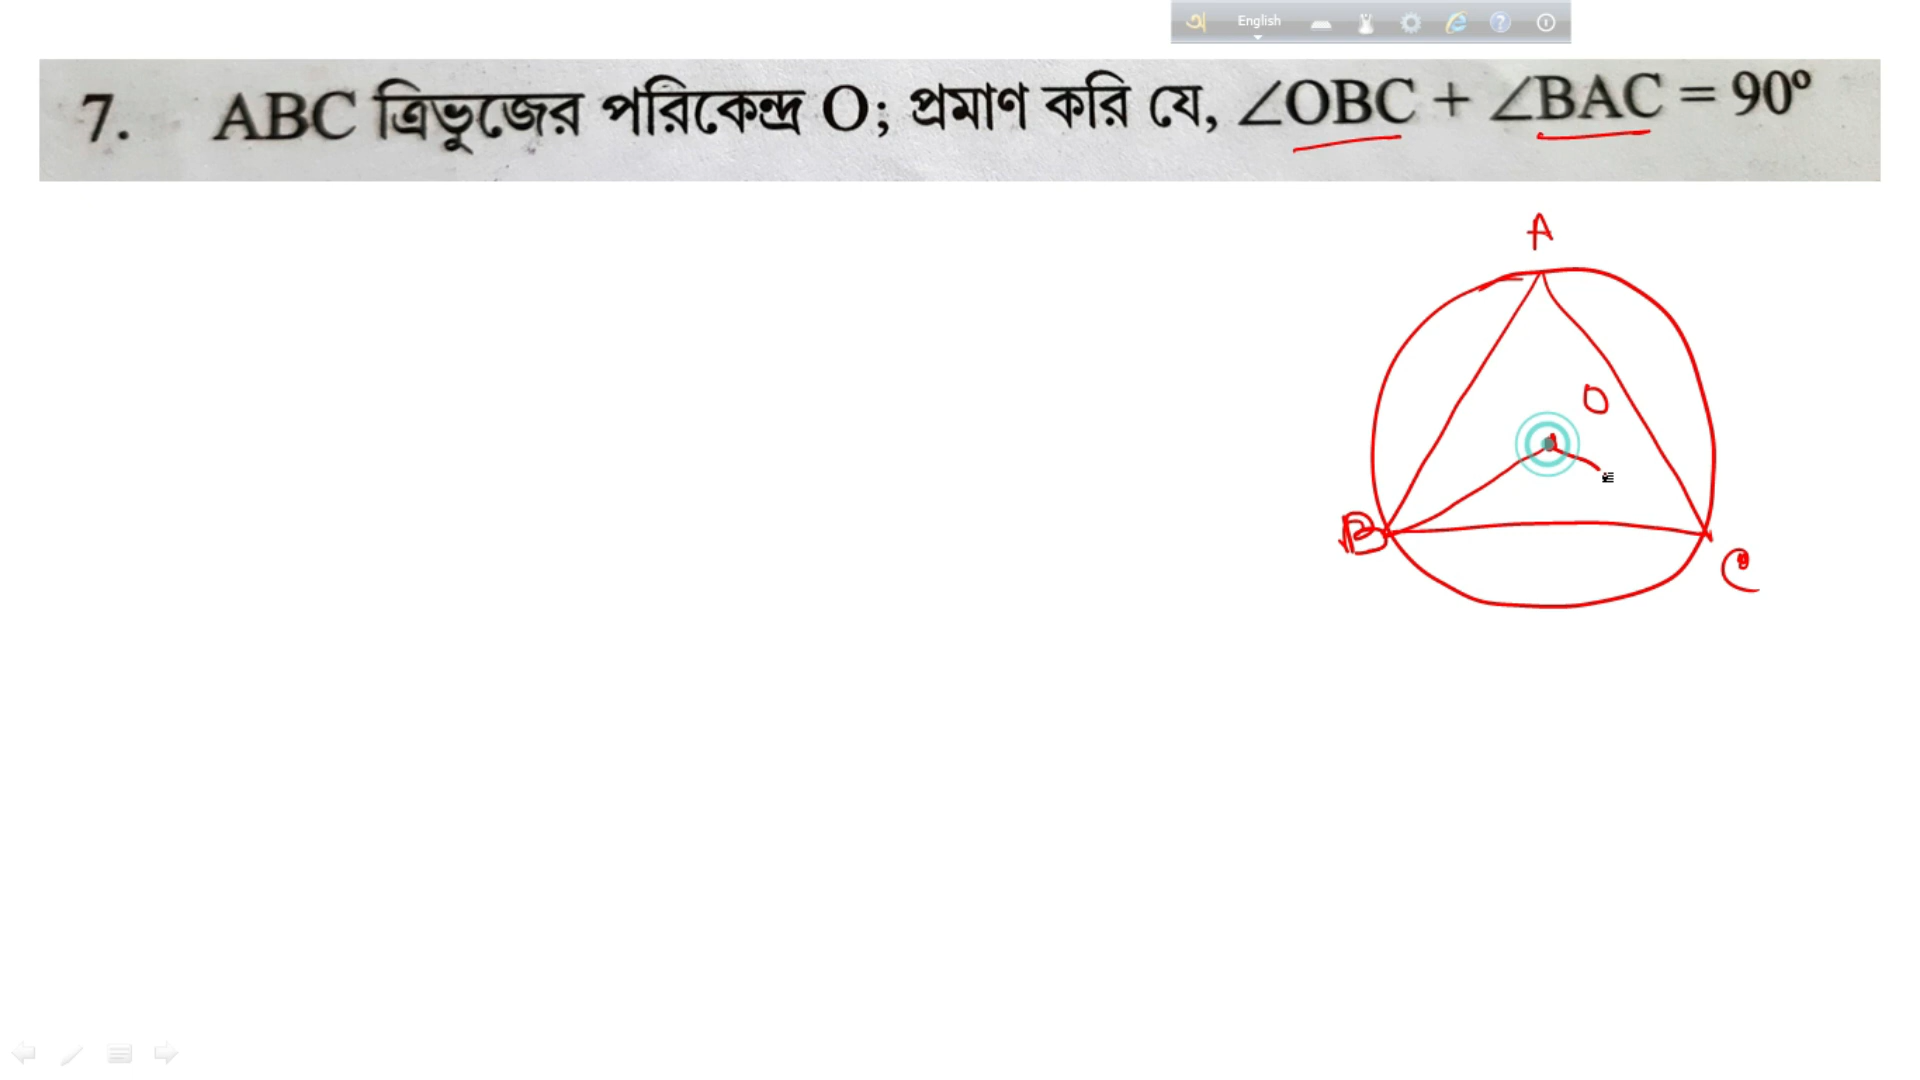 English
7. ABC ত্রিভুজের পরিকেন্দ্র O; প্রমাণ করি যে, ∠OBC + ∠BAC = 90°
A
O
B
C